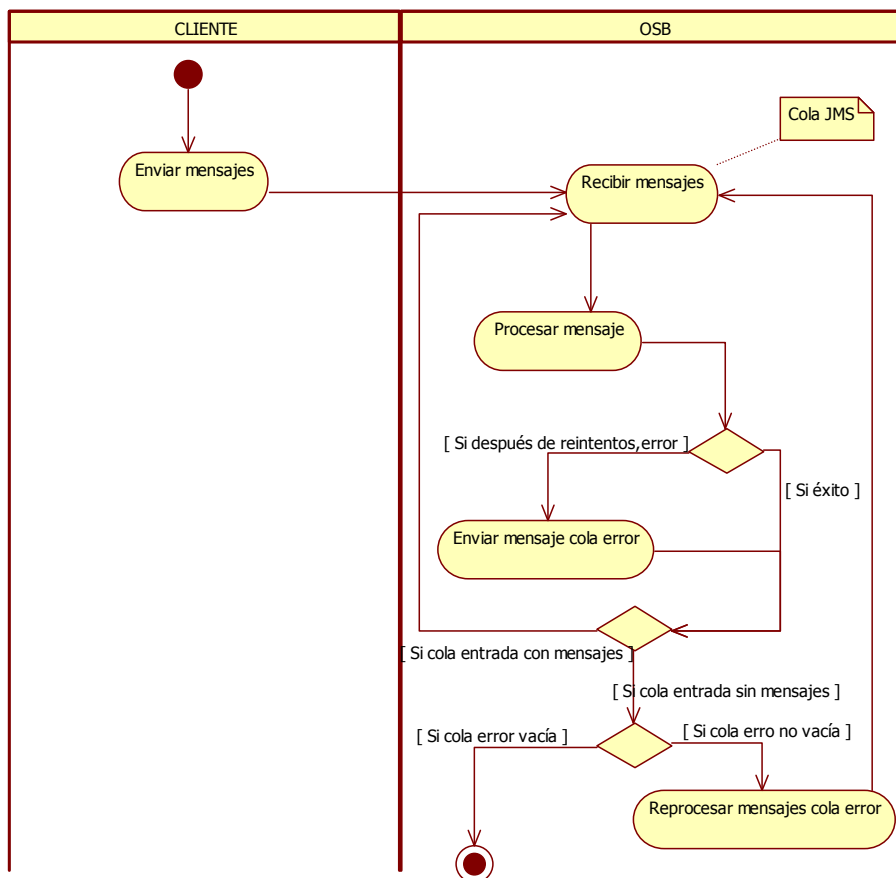 CLIENTE
OSB
Cola JMS
Enviar mensajes
Recibir mensajes
Procesar mensaje
[ Si después de reintentos,error ]
[ Si éxito ]
Enviar mensaje cola error
[ Si cola entrada con mensajes ]
[ Si cola entrada sin mensajes ]
[ Si cola error vacía ]
[ Si cola erro no vacía ]
Reprocesar mensajes cola error